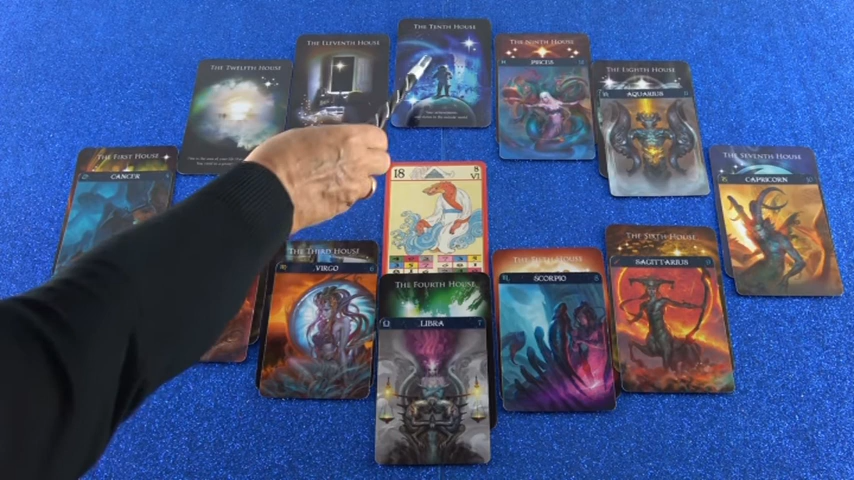 THE TENTH HOUSE
THE ELEVENTH HOUSE
THE NINTH HOUSE
PISCES
THE TWELFTH HOUSE
THE EIGHTH HOUSE
AQUARIUS
THE FIRST HOUSE
CANCER
THE SEVENTH HOUSE
CAPRICORN
18
8
VI
THE THIRD HOUSE
VIRGO
THE FOURTH HOUSE
LIBRA
SCORPIO
THE SIXTH HOUSE
SAGITTARIUS